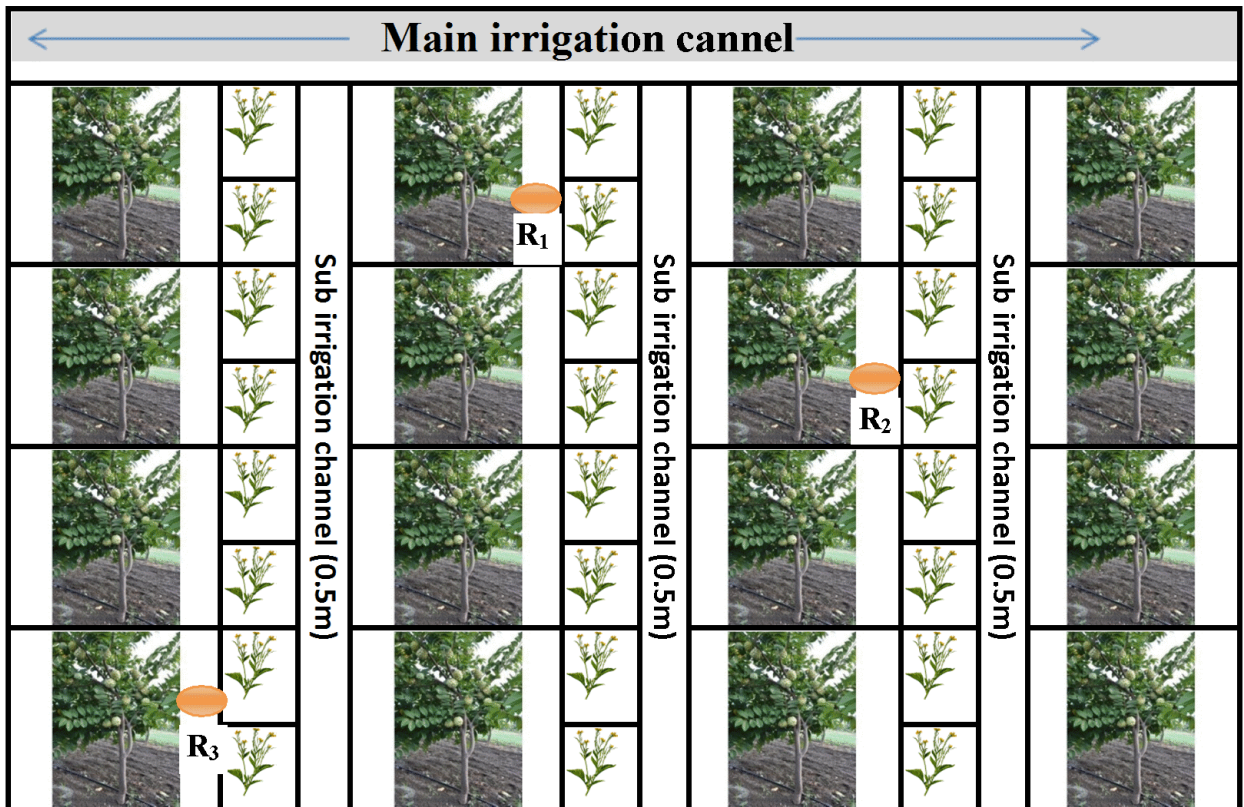 Main irrigation cannel
R₁
R₂
R₃
Sub irrigation channel (0.5m)
Sub irrigation channel (0.5m)
Sub irrigation channel (0.5m)